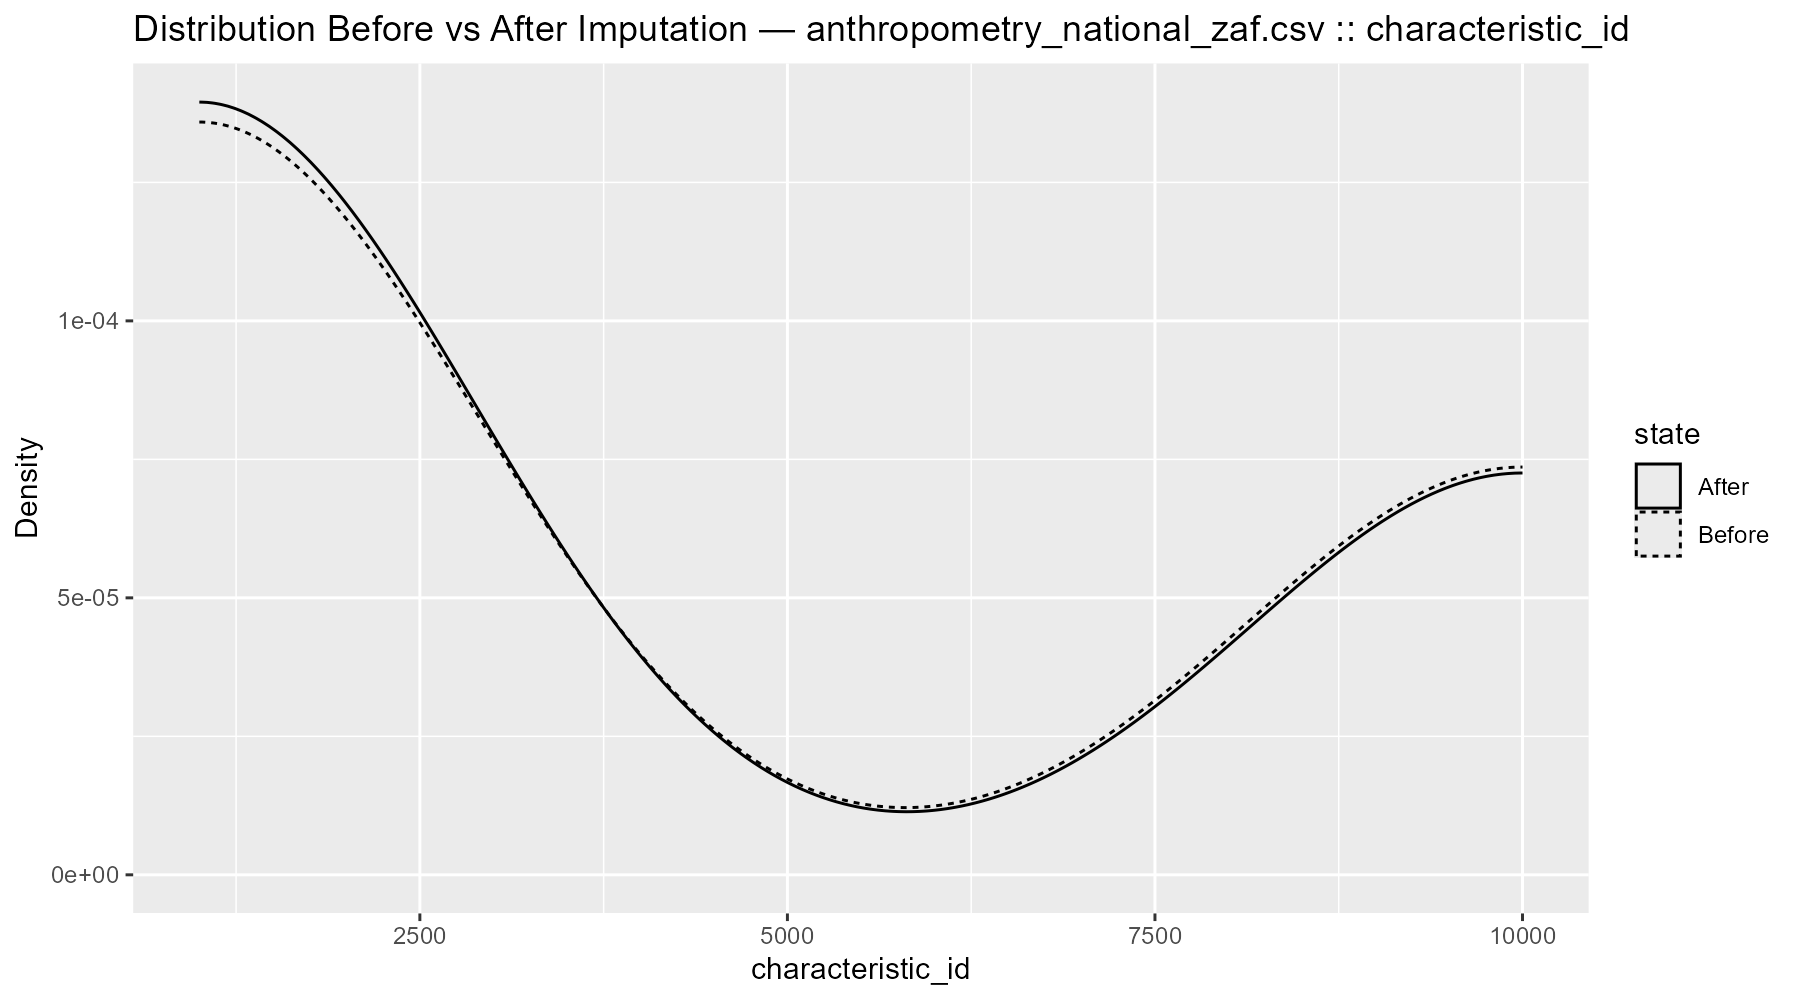 Distribution Before vs After Imputation — anthropometry_national_zaf.csv :: characteristic_id
Density
1e-04
5e-05
0e+00
2500 5000 7500 10000
characteristic_id
state
After
Before